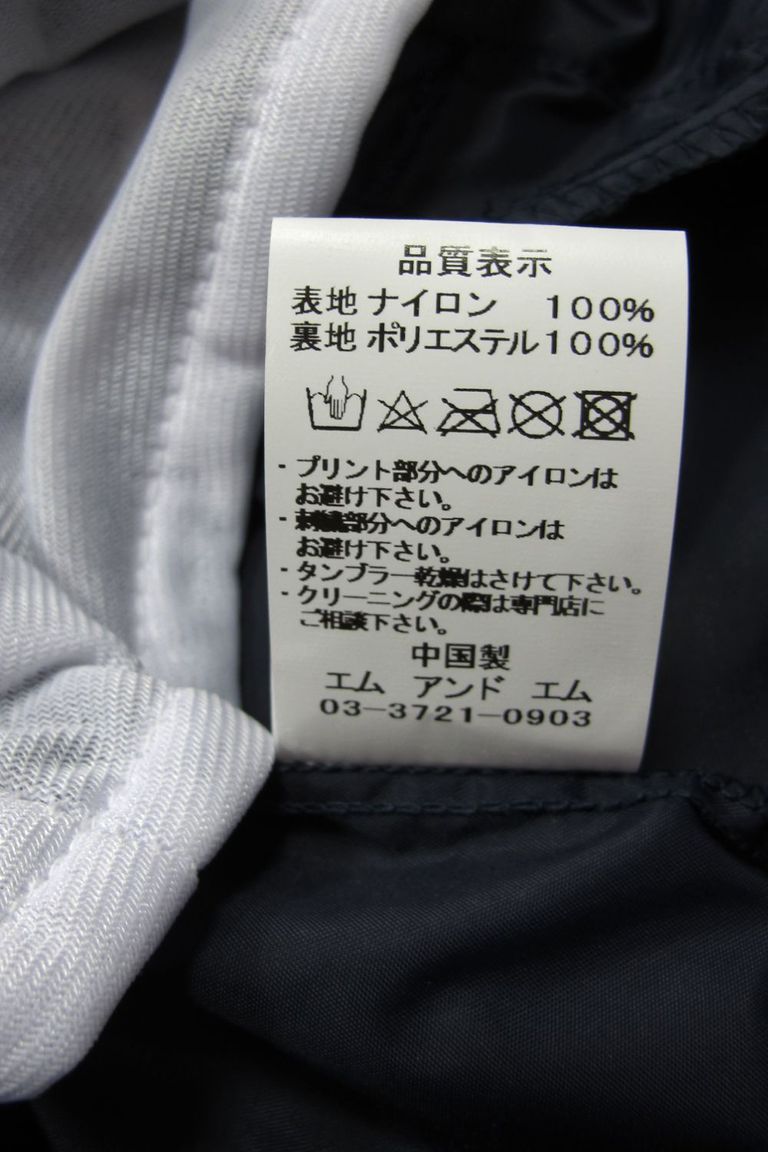 品質表示
表地 ナイロン 100%
裏地 ポリエステル100%
・プリント部分へのアイロンは
お避け下さい。
・刺繍部分へのアイロンは
お避け下さい。
・タンブラー乾燥はさけて下さい。
・クリーニングの際は専門店に
ご相談下さい。
中国製
エム アンド エム
03-3721-0903